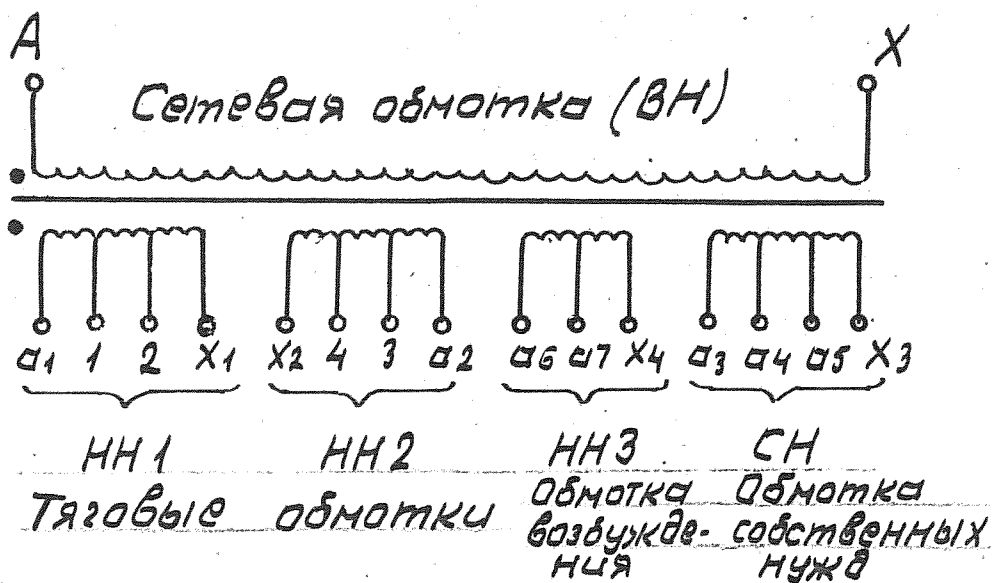 А X
Сетевая обмотка (ВН)
a1 1 2 X1 X2 4 3 a2 a6 a7 X4 a3 a4 a5 X3
НН1 НН2 НН3 СН
Тяговые обмотки
Обмотка возбужде-
ния
Обмотка
собственных
нужд